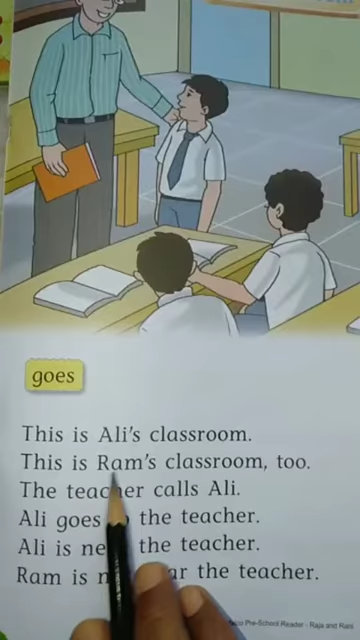 goes
This is Ali's classroom.
This is Ram's classroom, too.
The teacher calls Ali.
Ali goes the teacher.
Ali is the teacher.
Ram is the teacher.
Pre-School Reader - Raja and Rani